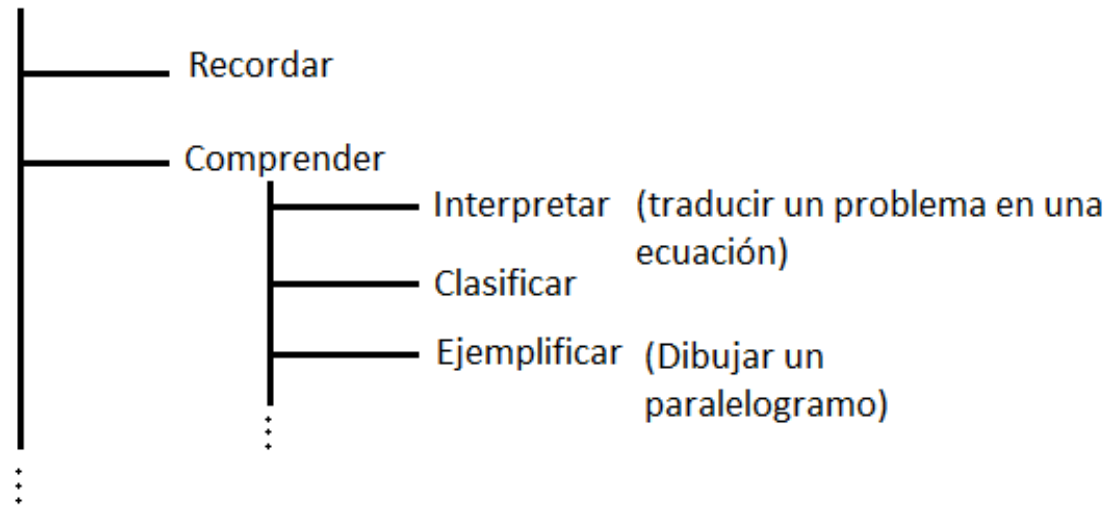 Recordar
Comprender
Interpretar (traducir un problema en una
ecuación)
Clasificar
Ejemplificar (Dibujar un
paralelogramo)